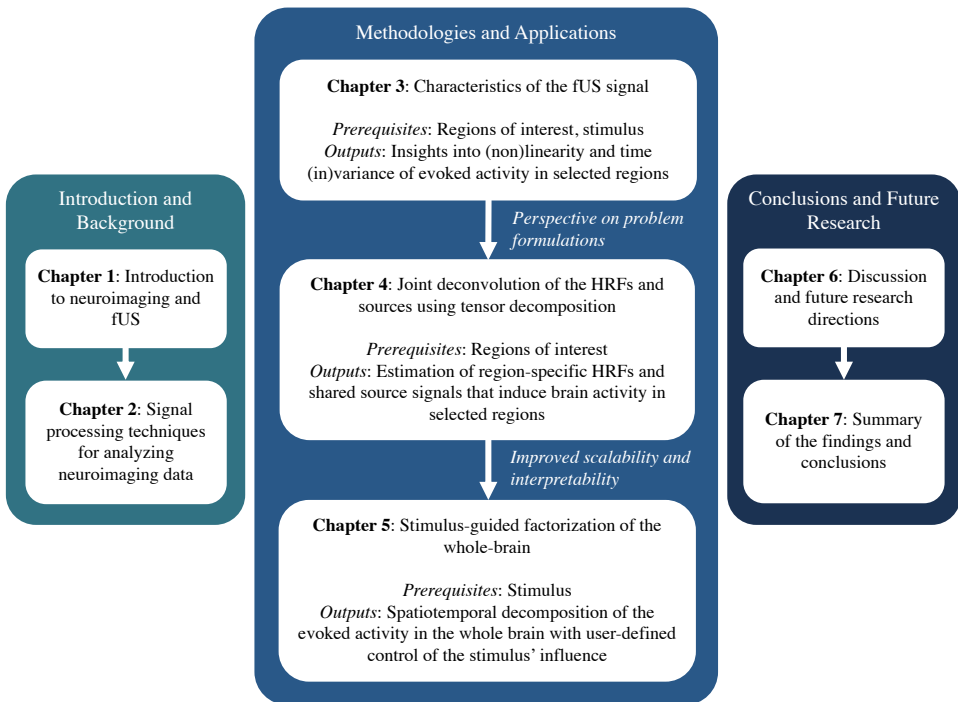 Introduction and
Background
Chapter 1: Introduction
to neuroimaging and
fUS
Chapter 2: Signal
processing techniques
for analyzing
neuroimaging data
Methodologies and Applications
Chapter 3: Characteristics of the fUS signal
Prerequisites: Regions of interest, stimulus
Outputs: Insights into (non)linearity and time
(in)variance of evoked activity in selected regions
Perspective on problem
formulations
Chapter 4: Joint deconvolution of the HRFs and
sources using tensor decomposition
Prerequisites: Regions of interest
Outputs: Estimation of region-specific HRFs and
shared source signals that induce brain activity in
selected regions
Improved scalability and
interpretability
Chapter 5: Stimulus-guided factorization of the
whole-brain
Prerequisites: Stimulus
Outputs: Spatiotemporal decomposition of the
evoked activity in the whole brain with user-defined
control of the stimulus' influence
Conclusions and Future
Research
Chapter 6: Discussion
and future research
directions
Chapter 7: Summary
of the findings and
conclusions